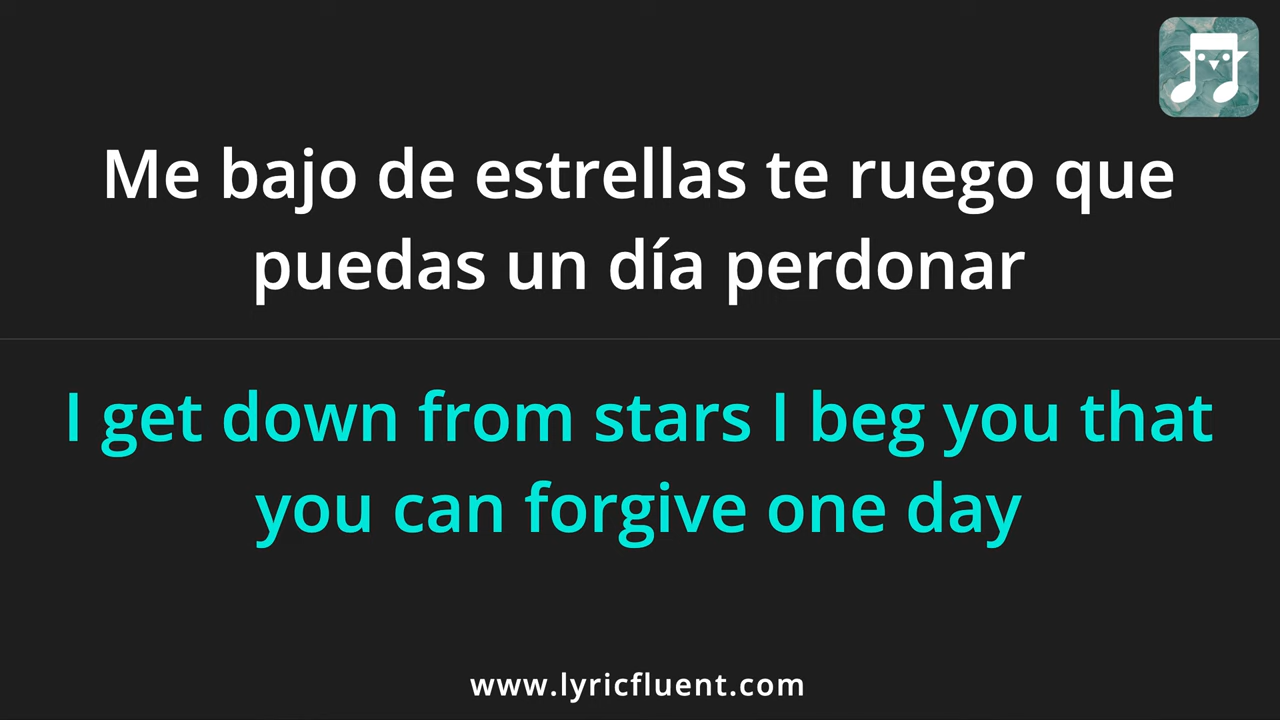 Me bajo de estrellas te ruego que
puedas un día perdonar
I get down from stars I beg you that
you can forgive one day
www.lyricfluent.com